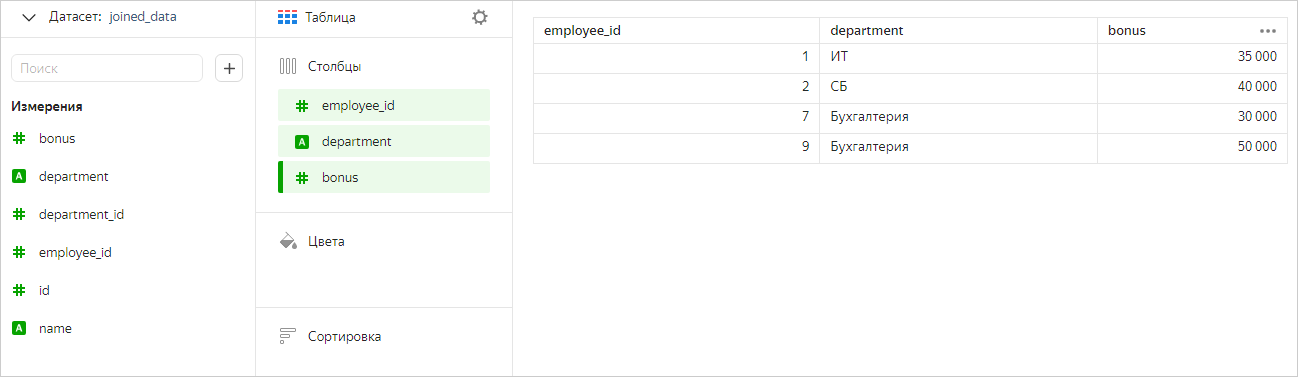 Датасет: joined_data
Поиск
Измерения
bonus
department
department_id
employee_id
id
name
Таблица
Столбцы
employee_id
department
bonus
Цвета
Сортировка
employee_id department bonus
1 ИТ 35 000
2 СБ 40 000
7 Бухгалтерия 30 000
9 Бухгалтерия 50 000